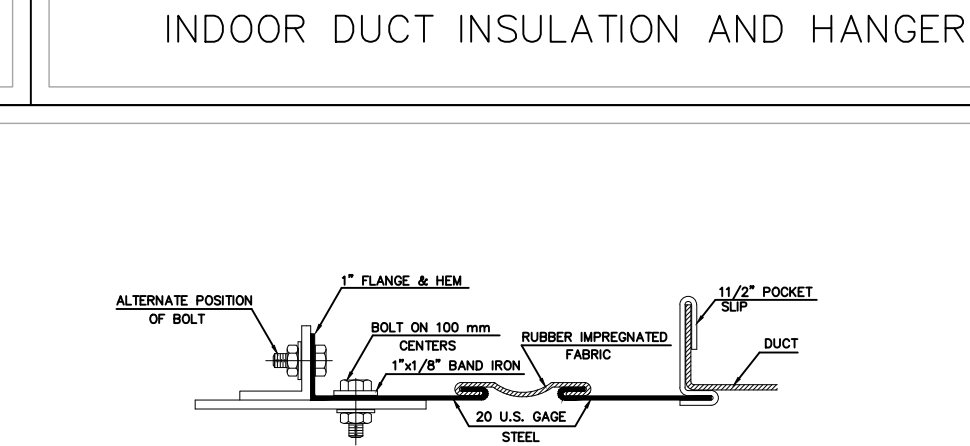 INDOOR DUCT INSULATION AND HANGER
1" FLANGE & HEM
11/2" POCKET
SLIP
ALTERNATE POSITION
OF BOLT
BOLT ON 100 mm
CENTERS
RUBBER IMPREGNATED
FABRIC
DUCT
1"x1/8" BAND IRON
20 U.S. GAGE
STEEL